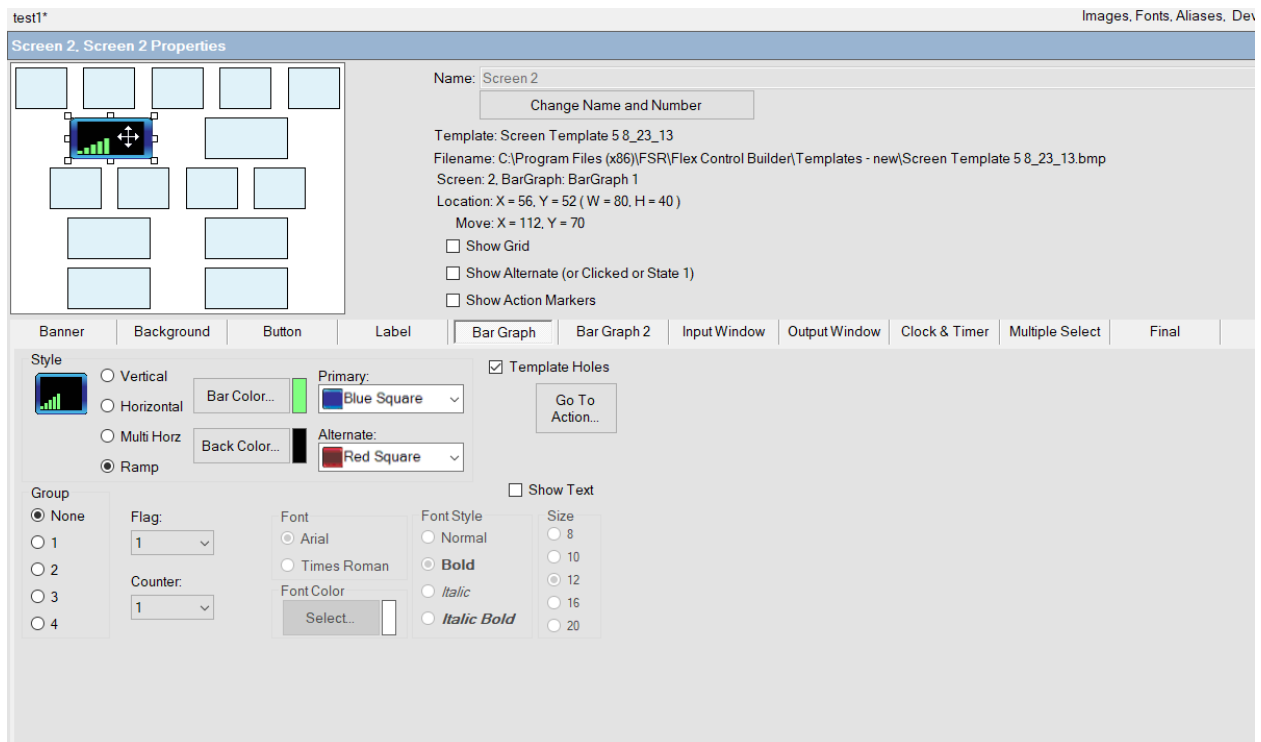 test1*
Images, Fonts, Aliases, Dev
Screen 2, Screen 2 Properties
Name: Screen 2
Change Name and Number
Template: Screen Template 5 8_23_13
Filename: C:\Program Files (x86)\FSR\Flex Control Builder\Templates - new\Screen Template 5 8_23_13.bmp
Screen: 2, BarGraph: BarGraph 1
Location: X = 56, Y = 52 ( W = 80, H = 40 )
Move: X = 112, Y = 70
Show Grid
Show Alternate (or Clicked or State 1)
Show Action Markers
Banner Background Button Label Bar Graph Bar Graph 2 Input Window Output Window Clock & Timer Multiple Select Final
Style
Vertical
Horizontal
Multi Horz
Ramp
Bar Color...
Back Color...
Primary:
Blue Square
Alternate:
Red Square
Template Holes
Go To
Action...
Show Text
Group
None
1
2
3
4
Flag:
1
Counter:
1
Font
Arial
Times Roman
Font Color
Select...
Font Style
Normal
Bold
Italic
Italic Bold
Size
8
10
12
16
20